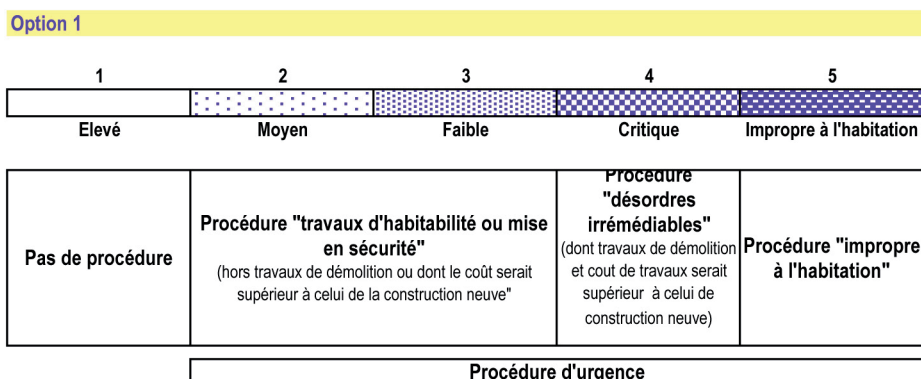 Option 1
1 2 3 4 5
Elevé Moyen Faible Critique Impropre à l'habitation
Pas de procédure
Procédure "travaux d'habitabilité ou mise
en sécurité"
(hors travaux de démolition ou dont le coût serait
supérieur à celui de la construction neuve"
Procédure
"désordres
irrémédiables"
(dont travaux de démolition
et cout de travaux serait
supérieur à celui de
construction neuve)
Procédure "impropre
à l'habitation"
Procédure d'urgence